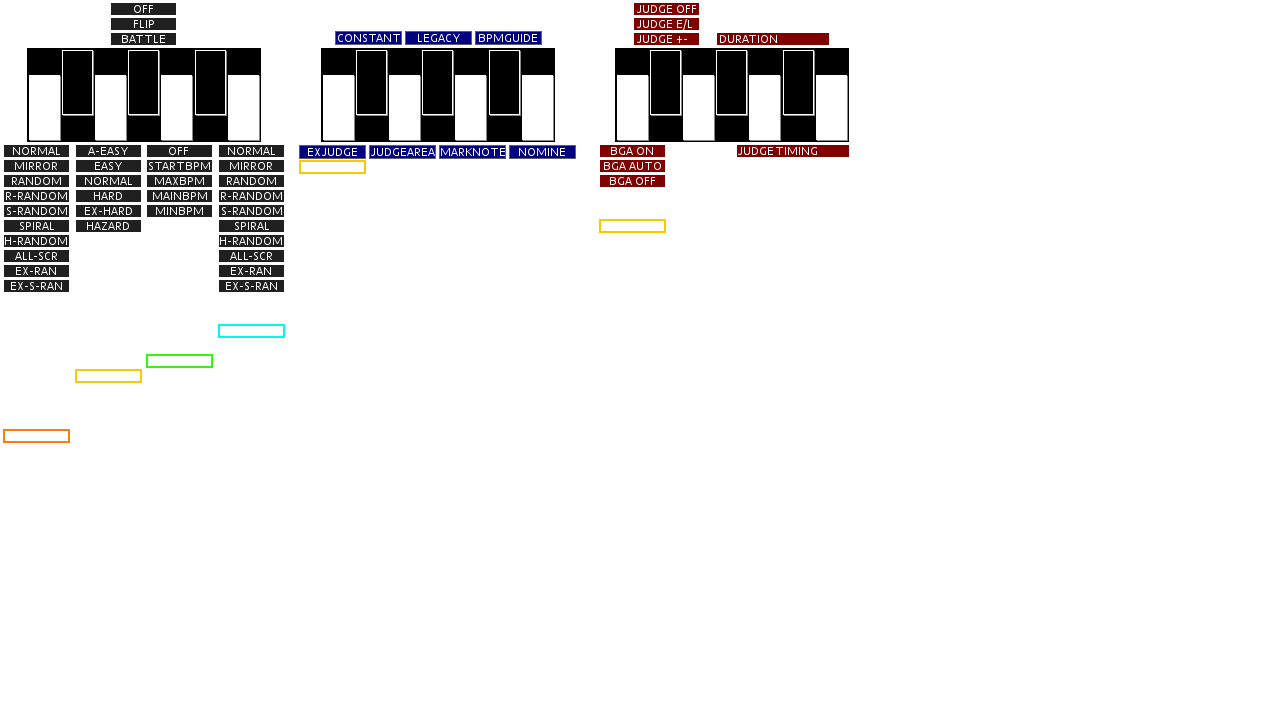 OFF
FLIP
BATTLE
NORMAL
MIRROR
RANDOM
R-RANDOM
S-RANDOM
SPIRAL
H-RANDOM
ALL-SCR
EX-RAN
EX-S-RAN
A-EASY
EASY
NORMAL
HARD
EX-HARD
HAZARD
OFF
STARTBPM
MAXBPM
MAINBPM
MINBPM
NORMAL
MIRROR
RANDOM
R-RANDOM
S-RANDOM
SPIRAL
H-RANDOM
ALL-SCR
EX-RAN
EX-S-RAN
CONSTANT
LEGACY
BPMGUIDE
EXJUDGE
JUDGEAREA
MARKNOTE
NOMINE
JUDGE OFF
JUDGE E/L
JUDGE +-
DURATION
BGA ON
BGA AUTO
BGA OFF
JUDGE TIMING